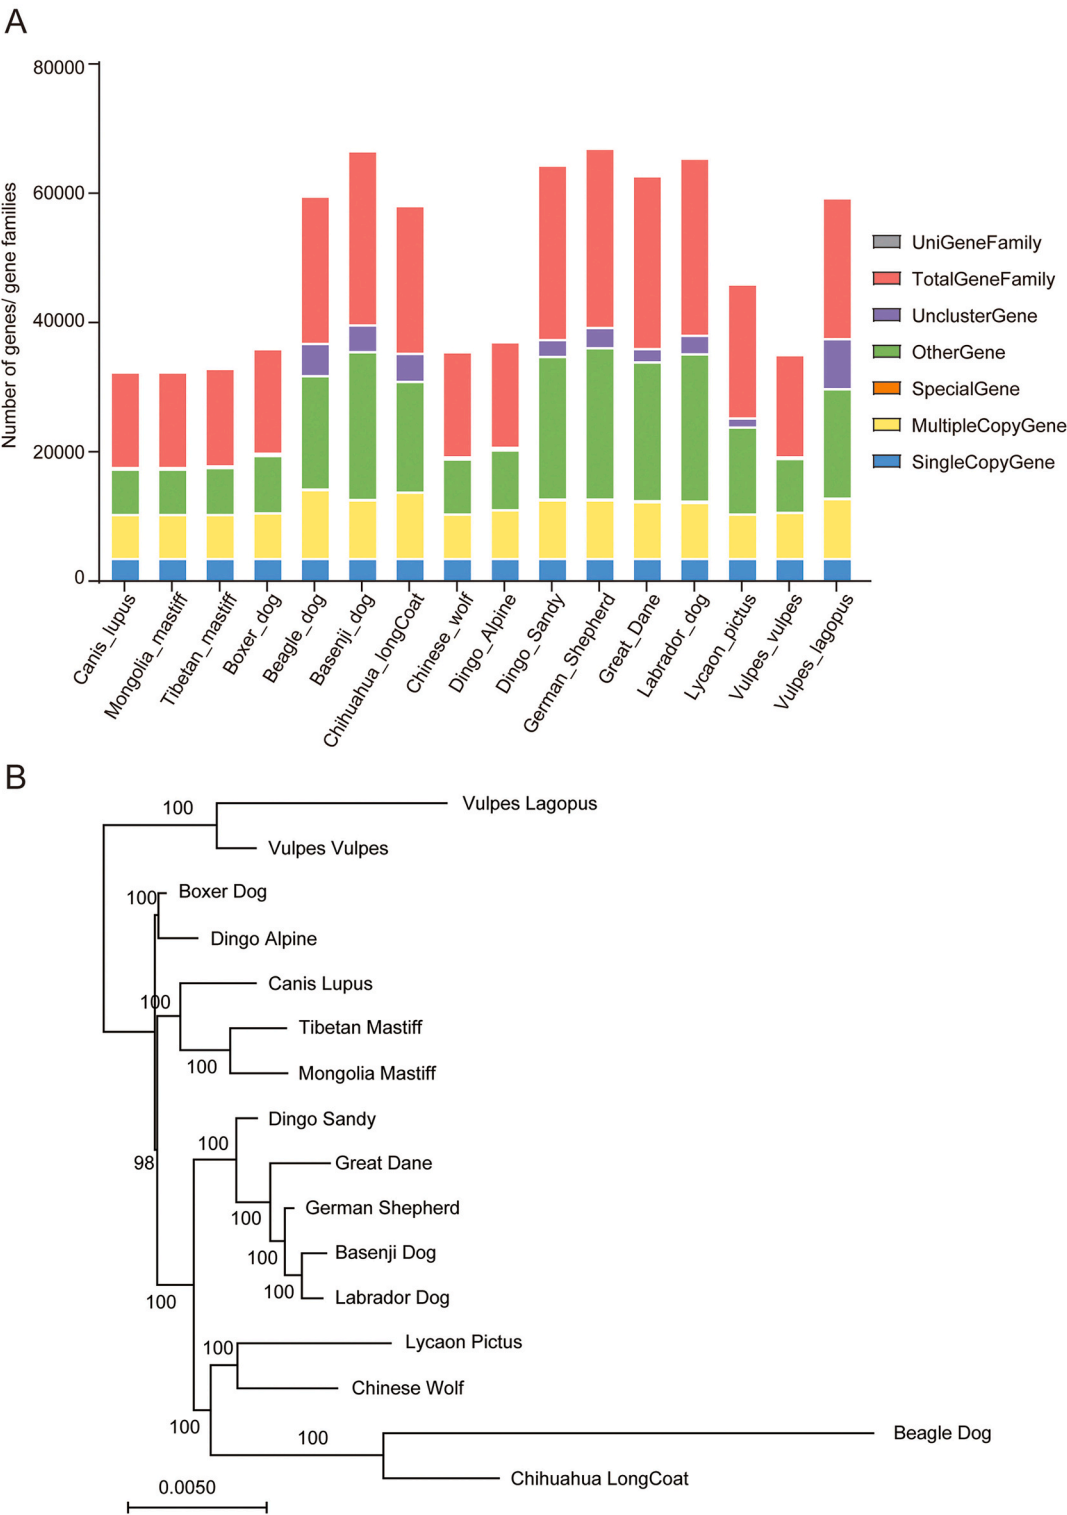 A
Number of genes/ gene families
80000
60000
40000
20000
0
UniGeneFamily
TotalGeneFamily
UnclusterGene
OtherGene
SpecialGene
MultipleCopyGene
SingleCopyGene
Canis_lupus
Mongolia_mastiff
Tibetan_mastiff
Boxer_dog
Beagle_dog
Basenji_dog
Chihuahua_longCoat
Chinese_wolf
Dingo_Alpine
Dingo_Sandy
German_Shepherd
Great_Dane
Labrador_dog
Lycaon_pictus
Vulpes_vulpes
Vulpes_lagopus
B
100
Vulpes Lagopus
Vulpes Vulpes
100
Boxer Dog
Dingo Alpine
Canis Lupus
100
Tibetan Mastiff
100
Mongolia Mastiff
Dingo Sandy
100
98
Great Dane
German Shepherd
100
Basenji Dog
100
100
Labrador Dog
100
Lycaon Pictus
100
Chinese Wolf
100
100
Beagle Dog
Chihuahua LongCoat
0.0050